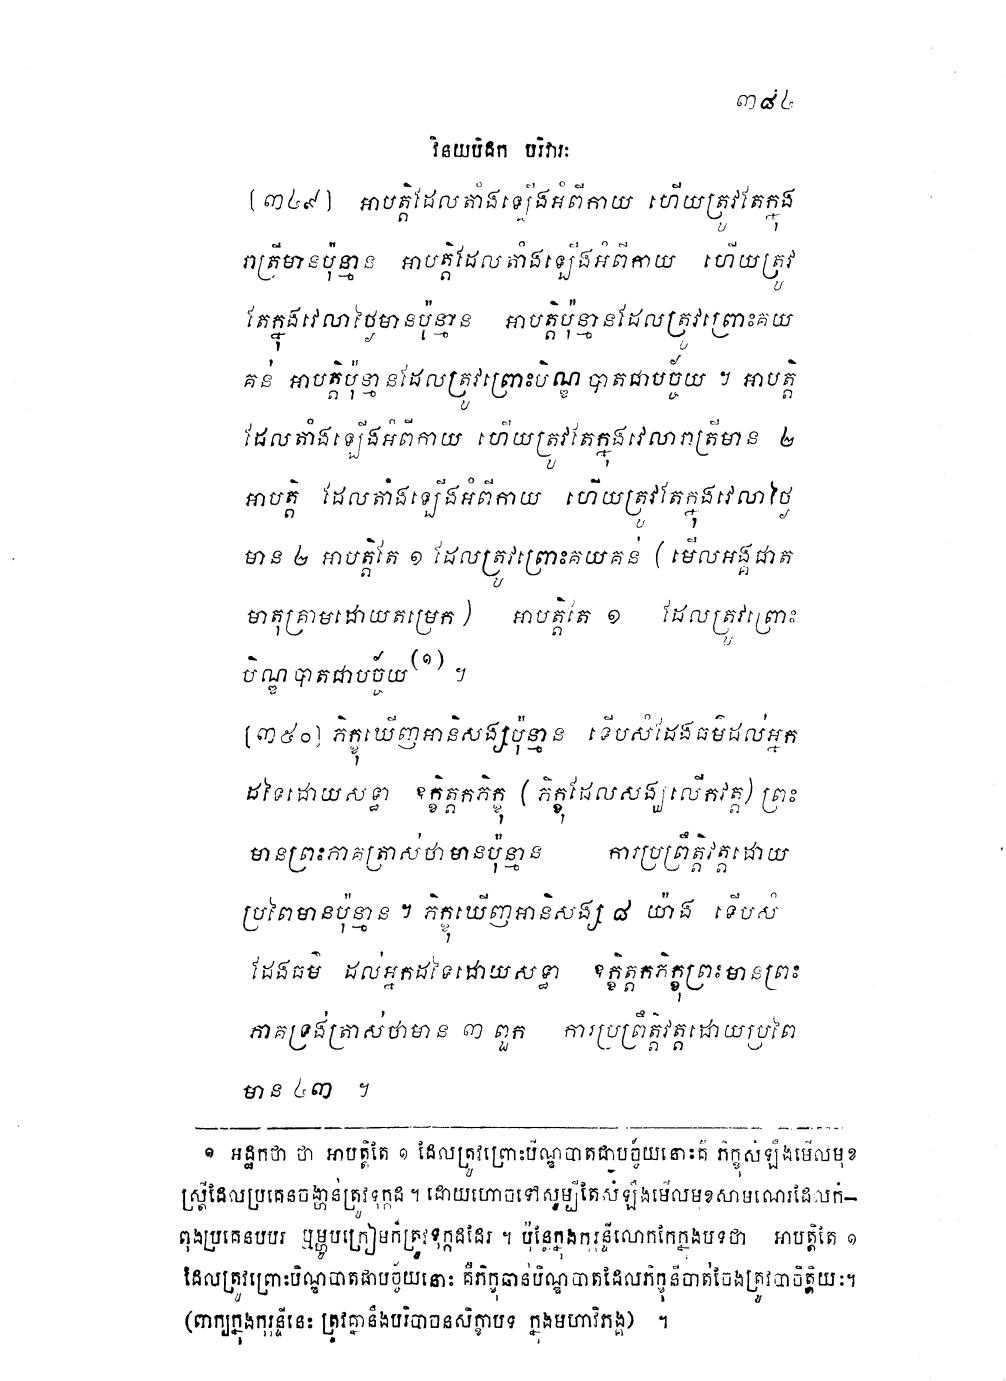 ៣៨៤
វិនយបិដក បរិវារៈ
[៣៤៩] អាបត្តិដែលតាំងឡើងអំពីកាយ ហើយត្រូវតែក្នុង
រាត្រីមានប៉ុន្មាន អាបត្តិដែលតាំងឡើងអំពីកាយ ហើយត្រូវ
តែក្នុងវេលាថ្ងៃមានប៉ុន្មាន អាបត្តិប៉ុន្មានដែលត្រូវព្រោះគយ
គន់ អាបត្តិប៉ុន្មានដែលត្រូវព្រោះបិណ្ឌបាតជាបច្ច័យ ។ អាបត្តិ
ដែលតាំងឡើងអំពីកាយ ហើយត្រូវតែក្នុងវេលារាត្រីមាន ២
អាបត្តិ ដែលតាំងឡើងអំពីកាយ ហើយត្រូវតែក្នុងវេលាថ្ងៃ
មាន ២ អាបត្តិតែ ១ ដែលត្រូវព្រោះគយគន់ (មើលអង្គជាត
មាតុគ្រាមដោយតម្រេក) អាបត្តិតែ ១ ដែលត្រូវព្រោះ
បិណ្ឌបាតជាបច្ច័យ(១) ។
[៣៥០] ភិក្ខុឃើញអានិសង្សប៉ុន្មាន ទើបសំដែងធម៌ដល់អ្នក
ដទៃដោយសទ្ធា ឧក្ខិត្តកភិក្ខុ (ភិក្ខុដែលសង្ឃលើកវត្ត) ព្រះ
មានព្រះភាគត្រាស់ថាមានប៉ុន្មាន ការប្រព្រឹត្តិវត្តដោយ
ប្រពៃមានប៉ុន្មាន ។ ភិក្ខុឃើញអានិសង្ស ៨ យ៉ាង ទើបសំ
ដែងធម៌ ដល់អ្នកដទៃដោយសទ្ធា ឧក្ខិត្តកភិក្ខុព្រះមានព្រះ
ភាគទ្រង់ត្រាស់ថាមាន ៣ ពួក ការប្រព្រឹត្តិវត្តដោយប្រពៃ
មាន ៤៣ ។
១ អដ្ឋកថា ថា អាបត្តិតែ ១ ដែលត្រូវព្រោះបិណ្ឌបាតជាបច្ច័យនោះគឺ ភិក្ខុសំឡឹងមើលមុខ
ស្ត្រីដែលប្រគេនចង្ហាន់ត្រូវទុក្កដ ។ ដោយហោចទៅសូម្បីតែសំឡឹងមើលមុខសាមណេរដែលកំ–
ពុងប្រគេនបបរ ឬម្ហូបក្រៀមក៏ត្រូវទុក្កដដែរ ។ ប៉ុន្តែក្នុងកុរុន្ទីលោកកែក្នុងបទថា អាបត្តិតែ ១
ដែលត្រូវព្រោះបិណ្ឌបាតជាបច្ច័យនោះ គឺភិក្ខុឆាន់បិណ្ឌបាតដែលភិក្ខុនីចាត់ចែងត្រូវបាចិត្តិយៈ។
(ពាក្យក្នុងកុរុន្ទីនេះ ត្រូវគ្នានឹងបរិបាចនសិក្ខាបទ ក្នុងមហាវិភង្គ) ។